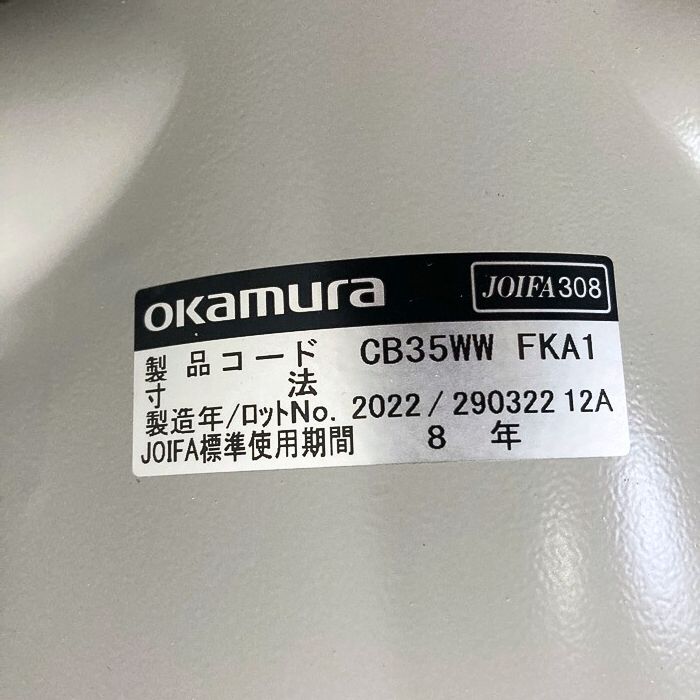 okamura JOIFA308
製品コード CB35WW FKA1
寸法
製造年/ロットNo. 2022 / 290322 12A
JOIFA標準使用期間 8 年